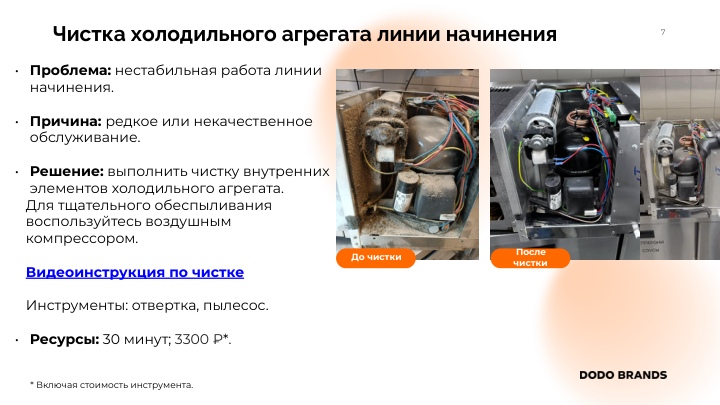 Чистка холодильного агрегата линии начинения
7
• Проблема: нестабильная работа линии
начинения.
• Причина: редкое или некачественное
обслуживание.
• Решение: выполнить чистку внутренних
элементов холодильного агрегата.
Для тщательного обеспыливания
воспользуйтесь воздушным
компрессором.
Видеоинструкция по чистке
Инструменты: отвертка, пылесос.
• Ресурсы: 30 минут; 3300 ₽*.
* Включая стоимость инструмента.
До чистки
После
чистки
DODO BRANDS